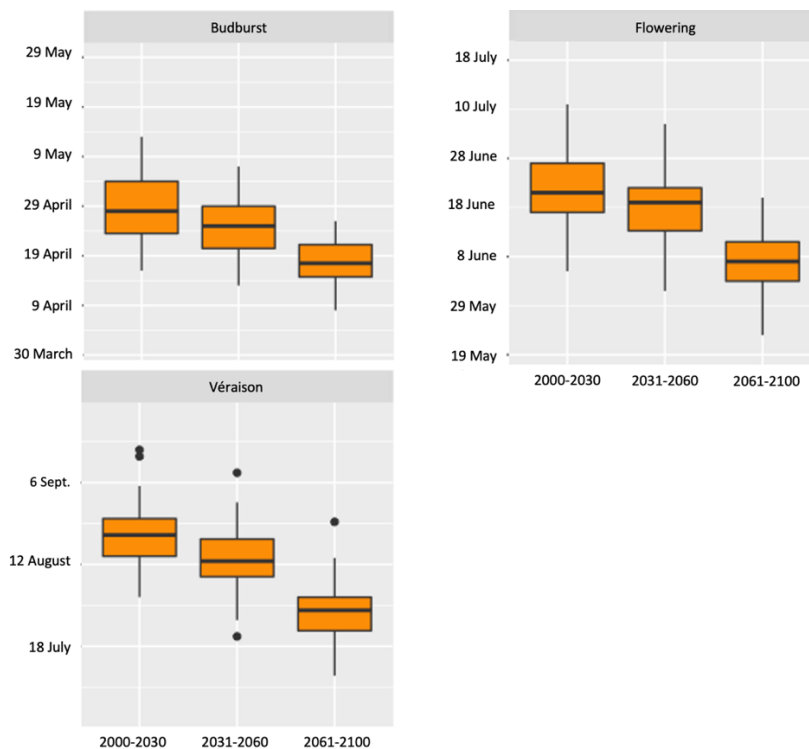 Budburst
29 May
19 May
9 May
29 April
19 April
9 April
30 March
Flowering
18 July
10 July
28 June
18 June
8 June
29 May
19 May
2000-2030 2031-2060 2061-2100
Véraison
6 Sept.
12 August
18 July
2000-2030 2031-2060 2061-2100